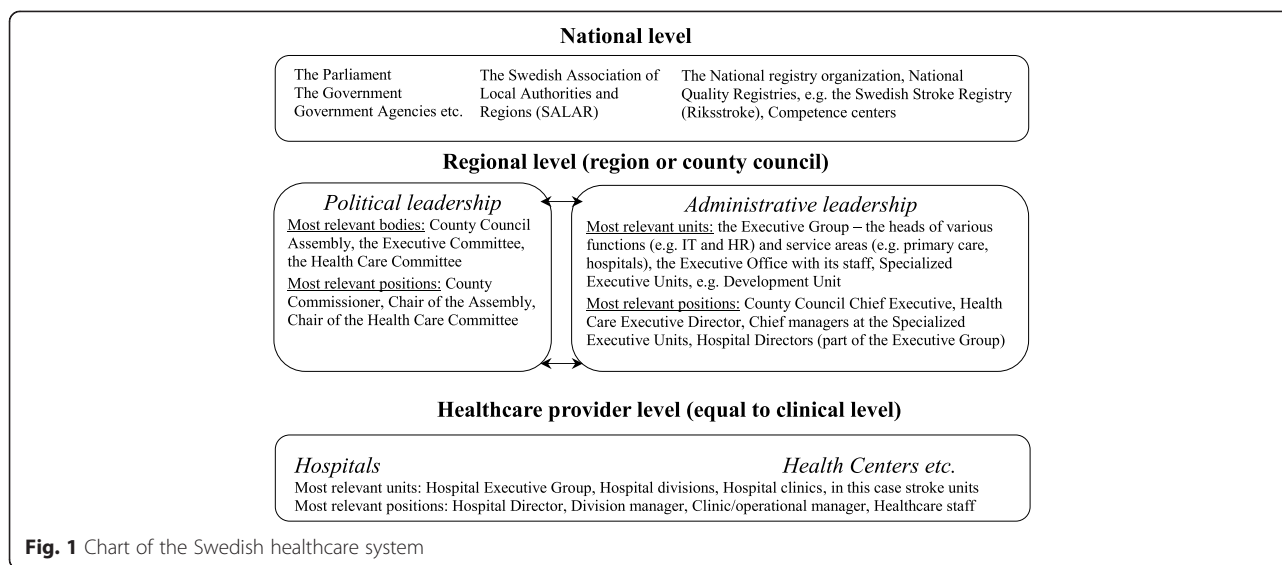 National level
The Parliament
The Government
Government Agencies etc.
The Swedish Association of
Local Authorities and
Regions (SALAR)
The National registry organization, National
Quality Registries, e.g. the Swedish Stroke Registry
(Riksstroke), Competence centers
Regional level (region or county council)
Political leadership
Most relevant bodies: County Council
Assembly, the Executive Committee,
the Health Care Committee
Most relevant positions: County
Commissioner, Chair of the Assembly,
Chair of the Health Care Committee
Administrative leadership
Most relevant units: the Executive Group – the heads of various
functions (e.g. IT and HR) and service areas (e.g. primary care,
hospitals), the Executive Office with its staff, Specialized
Executive Units, e.g. Development Unit
Most relevant positions: County Council Chief Executive, Health
Care Executive Director, Chief managers at the Specialized
Executive Units, Hospital Directors (part of the Executive Group)
Healthcare provider level (equal to clinical level)
Hospitals
Health Centers etc.
Most relevant units: Hospital Executive Group, Hospital divisions, Hospital clinics, in this case stroke units
Most relevant positions: Hospital Director, Division manager, Clinic/operational manager, Healthcare staff
Fig. 1 Chart of the Swedish healthcare system